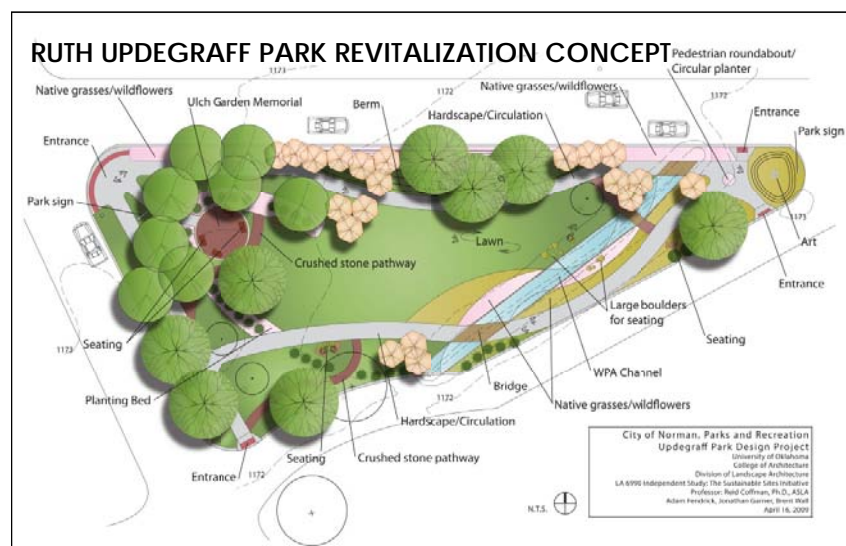 RUTH UPDEGRAFF PARK REVITALIZATION CONCEPT
Pedestrian roundabout/
Circular planter
1173
1172
Native grasses/wildflowers
Native grasses/wildflowers
1172
Ulch Garden Memorial
Berm
Hardscape/Circulation
Entrance
Park sign
Entrance
Park sign
1173
Lawn
Art
Crushed stone pathway
Entrance
Large boulders
for seating
Seating
1173
Seating
WPA Channel
Bridge
Planting Bed
1172
Native grasses/wildflowers
Hardscape/Circulation
Entrance
1172
Seating
Crushed stone pathway
N.T.S.
City of Norman, Parks and Recreation
Updegraff Park Design Project
University of Oklahoma
College of Architecture
Division of Landscape Architecture
LA 6990 Independent Study: The Sustainable Sites Initiative
Professor: Reid Coffman, Ph.D., ASLA
Adam Fendrick, Jonathan Garner, Brent Wall
April 16, 2009